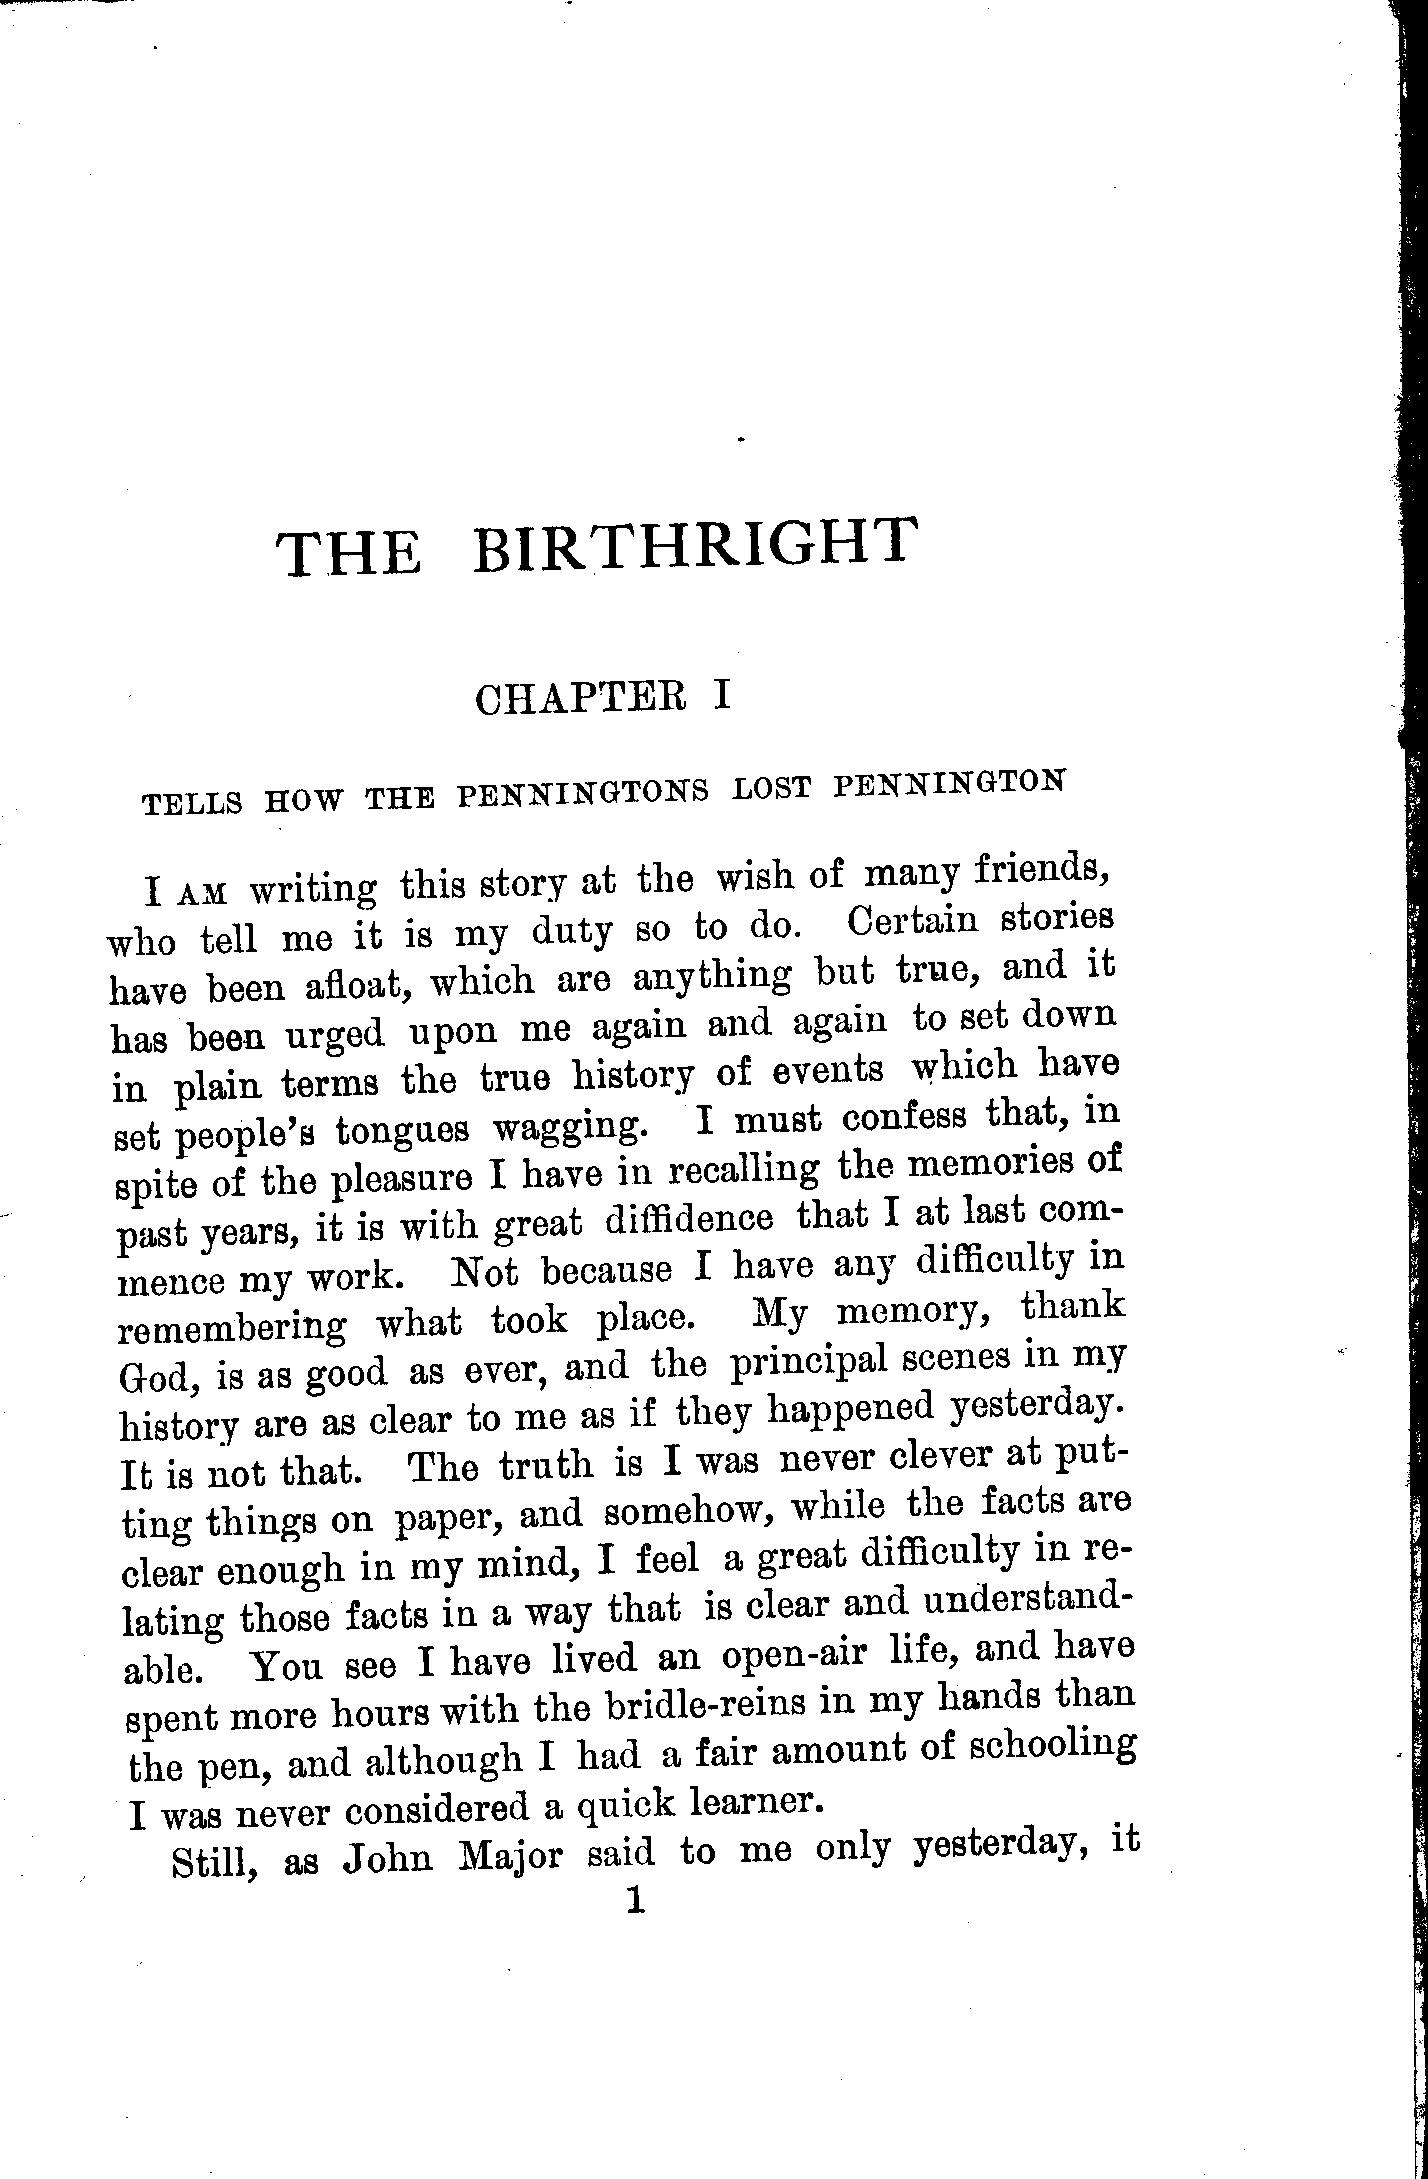 THE BIRTHRIGHT
CHAPTER I
TELLS HOW THE PENNINGTONS LOST PENNINGTON
I AM writing this story at the wish of many friends,
who tell me it is my duty so to do. Certain stories
have been afloat, which are anything but true, and it
has been urged upon me again and again to set down
in plain terms the true history of events which have
set people's tongues wagging. I must confess that, in
spite of the pleasure I have in recalling the memories of
past years, it is with great diffidence that I at last com-
mence my work. Not because I have any difficulty in
remembering what took place. My memory, thank
God, is as good as ever, and the principal scenes in my
history are as clear to me as if they happened yesterday.
It is not that. The truth is I was never clever at put-
ting things on paper, and somehow, while the facts are
clear enough in my mind, I feel a great difficulty in re-
lating those facts in a way that is clear and understand-
able. You see I have lived an open-air life, and have
spent more hours with the bridle-reins in my hands than
the pen, and although I had a fair amount of schooling
I was never considered a quick learner.
Still, as John Major said to me only yesterday, it
1